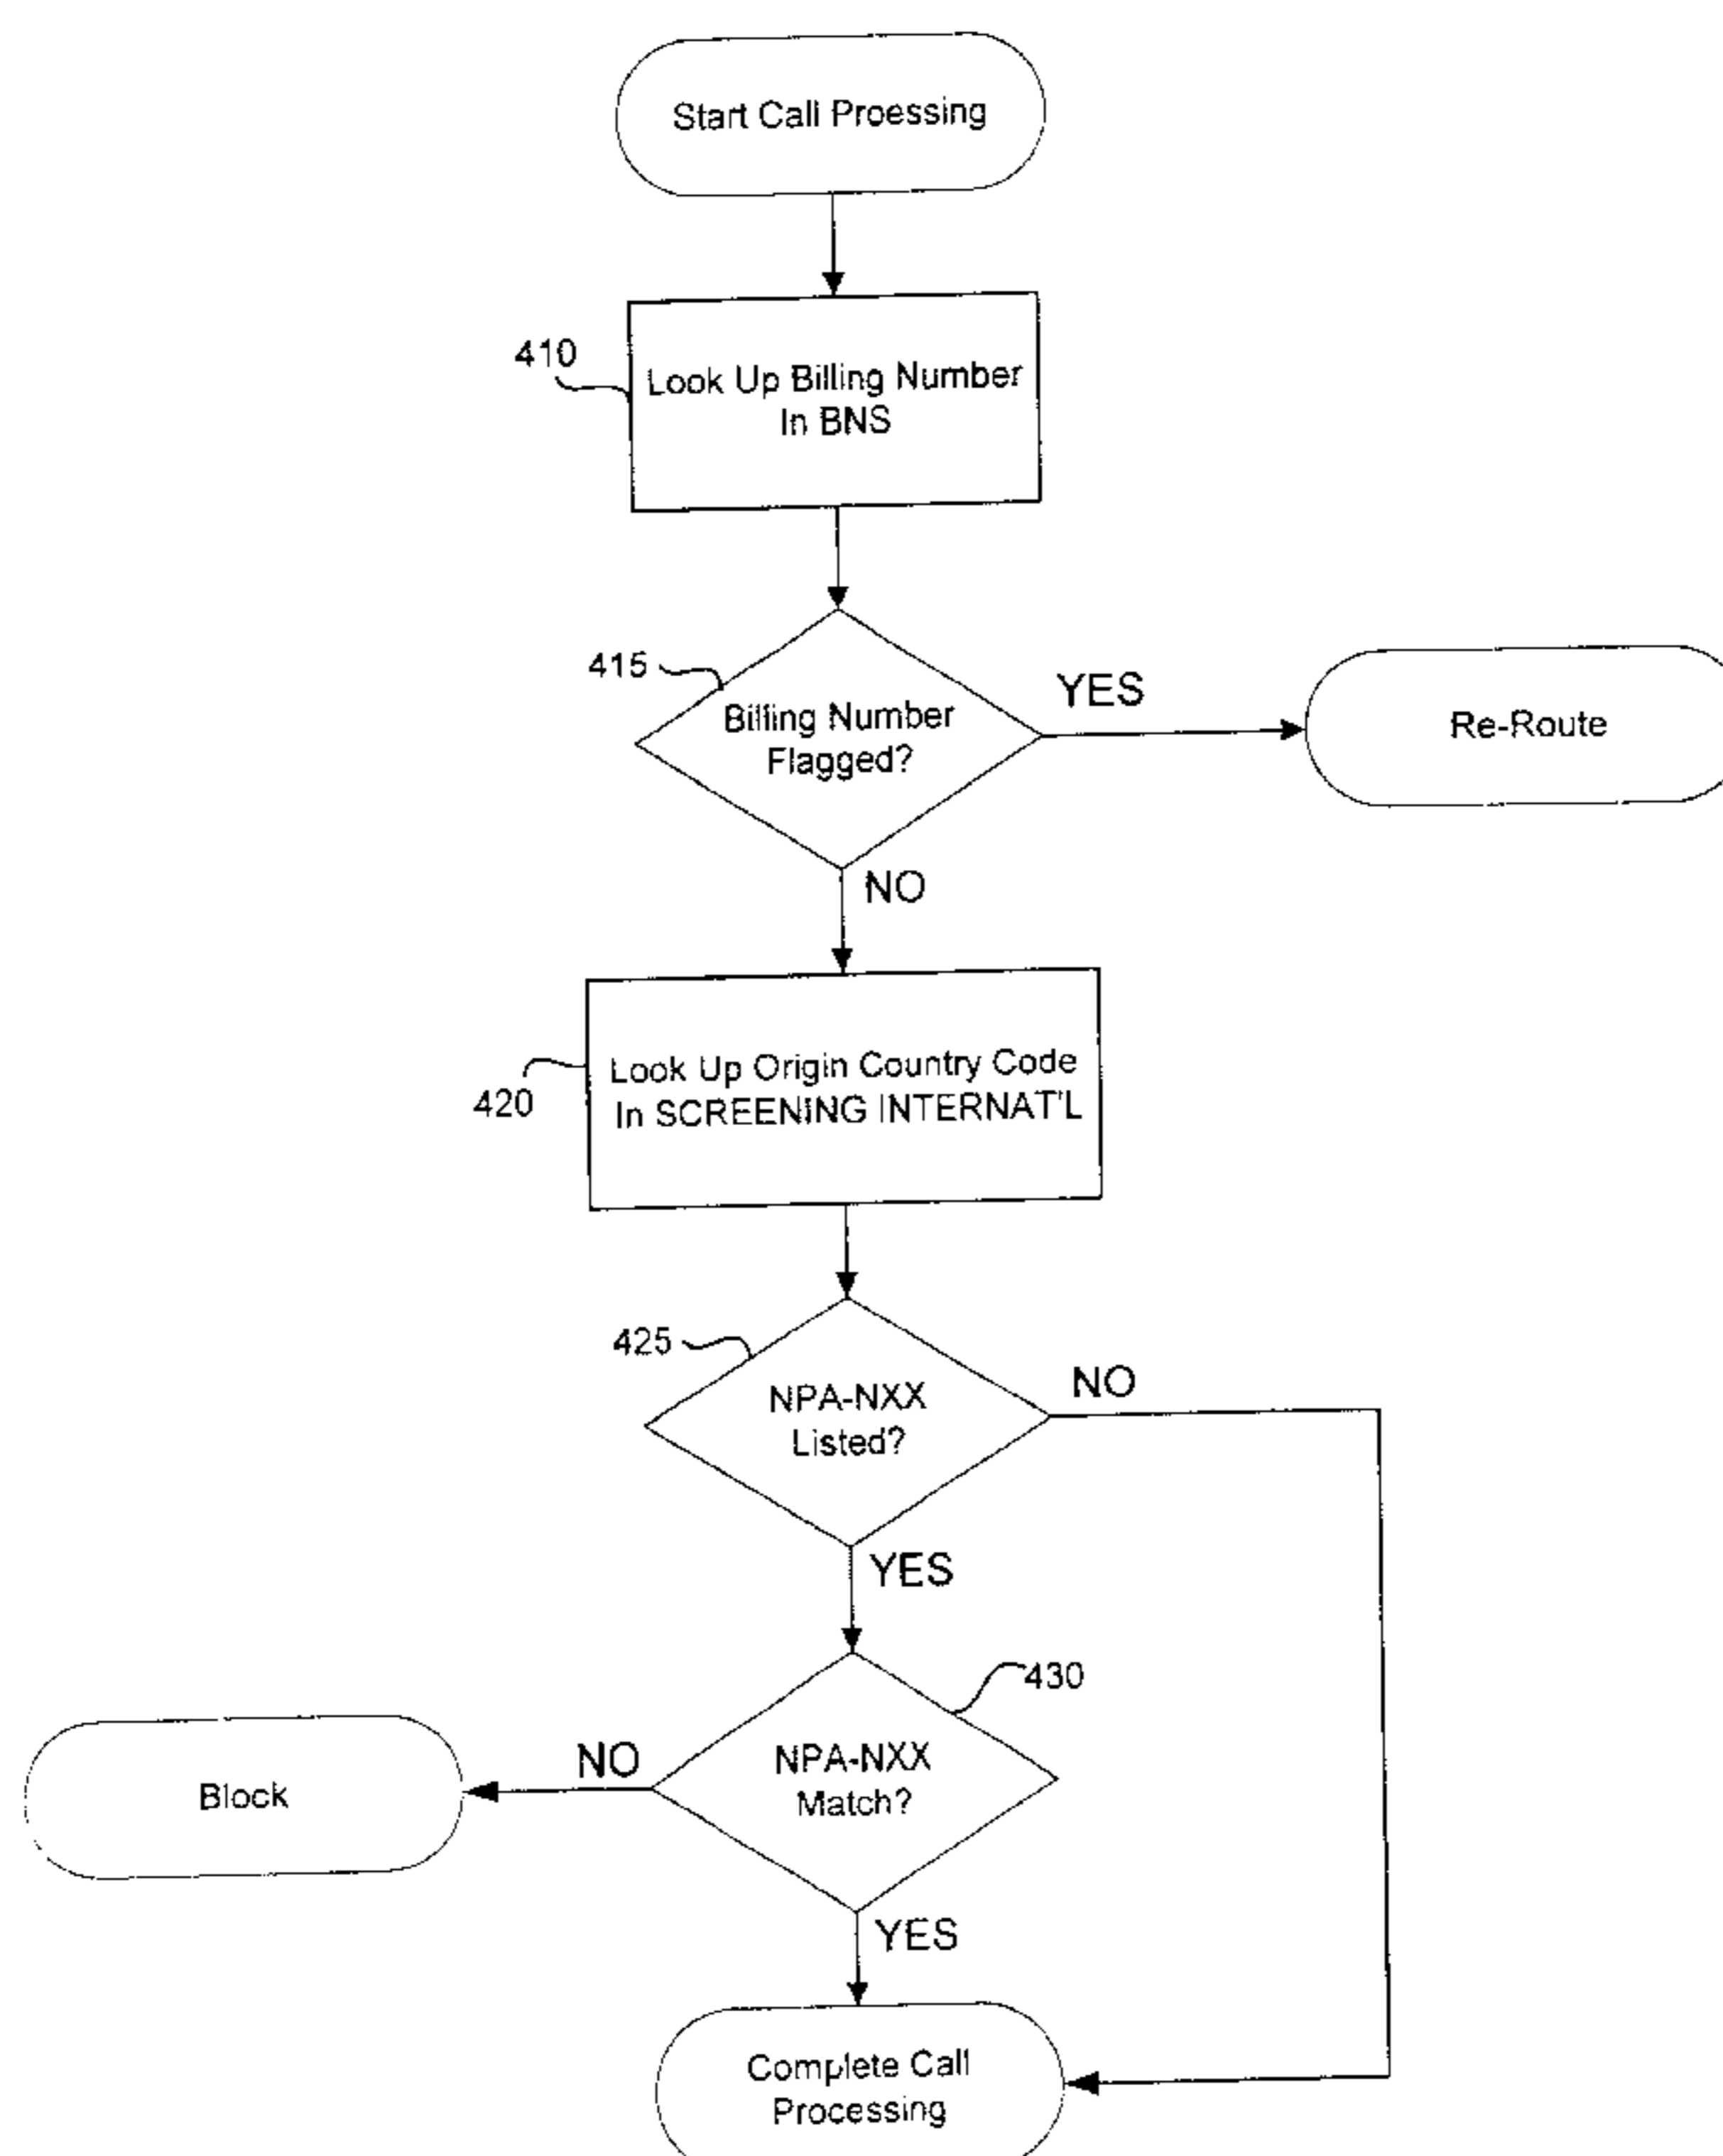 Start Call Proessing
410
Look Up Billing Number
In BNS
415
Billing Number
Flagged?
YES
Re-Route
NO
Look Up Origin Country Code
In SCREENING INTERNAT'L
420
425
NPA-NXX
Listed?
NO
YES
430
NPA-NXX
Match?
NO
Block
YES
Complete Call
Processing